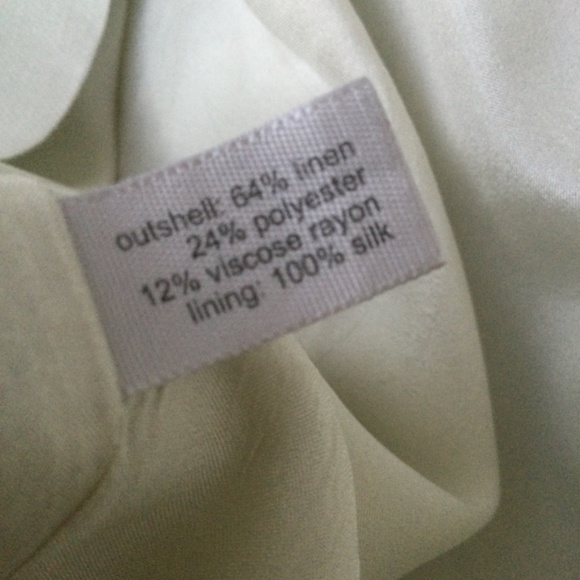 outshell: 64% linen
24% polyester
12% viscose rayon
lining: 100% silk